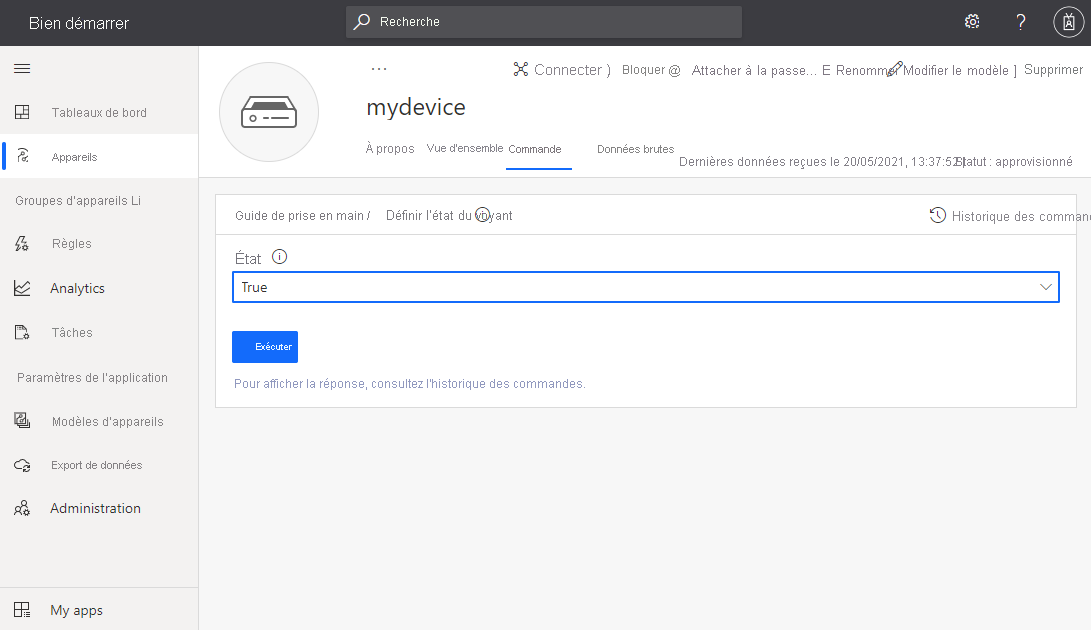 Bien démarrer
Recherche
?
Tableaux de bord
Appareils
Groupes d'appareils Li
Règles
Analytics
Tâches
Paramètres de l'application
Modèles d'appareils
Export de données
Administration
My apps
... Connecter ) Bloquer @ Attacher à la passe... E Renommer Modifier le modèle ] Supprimer
mydevice
À propos Vue d'ensemble Commande Données brutes
Dernières données reçues le 20/05/2021, 13:37:52 | Statut : approvisionné
Guide de prise en main / Définir l'état du voyant Historique des comman
État
True
Exécuter
Pour afficher la réponse, consultez l'historique des commandes.